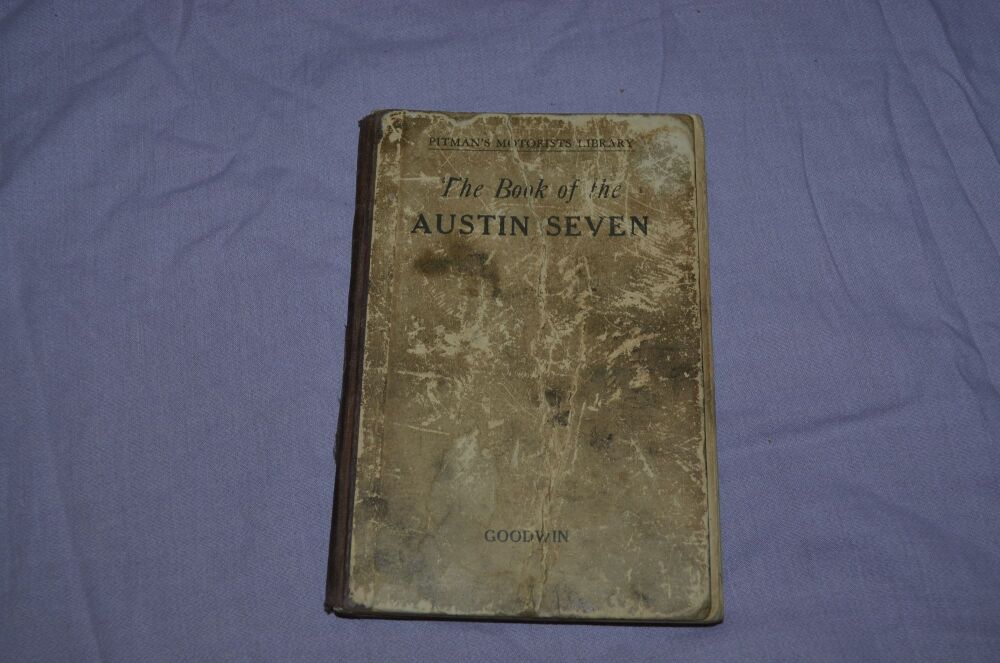 PITMAN'S MOTORISTS LIBRARY
The Book of the
AUSTIN SEVEN
GOODWIN